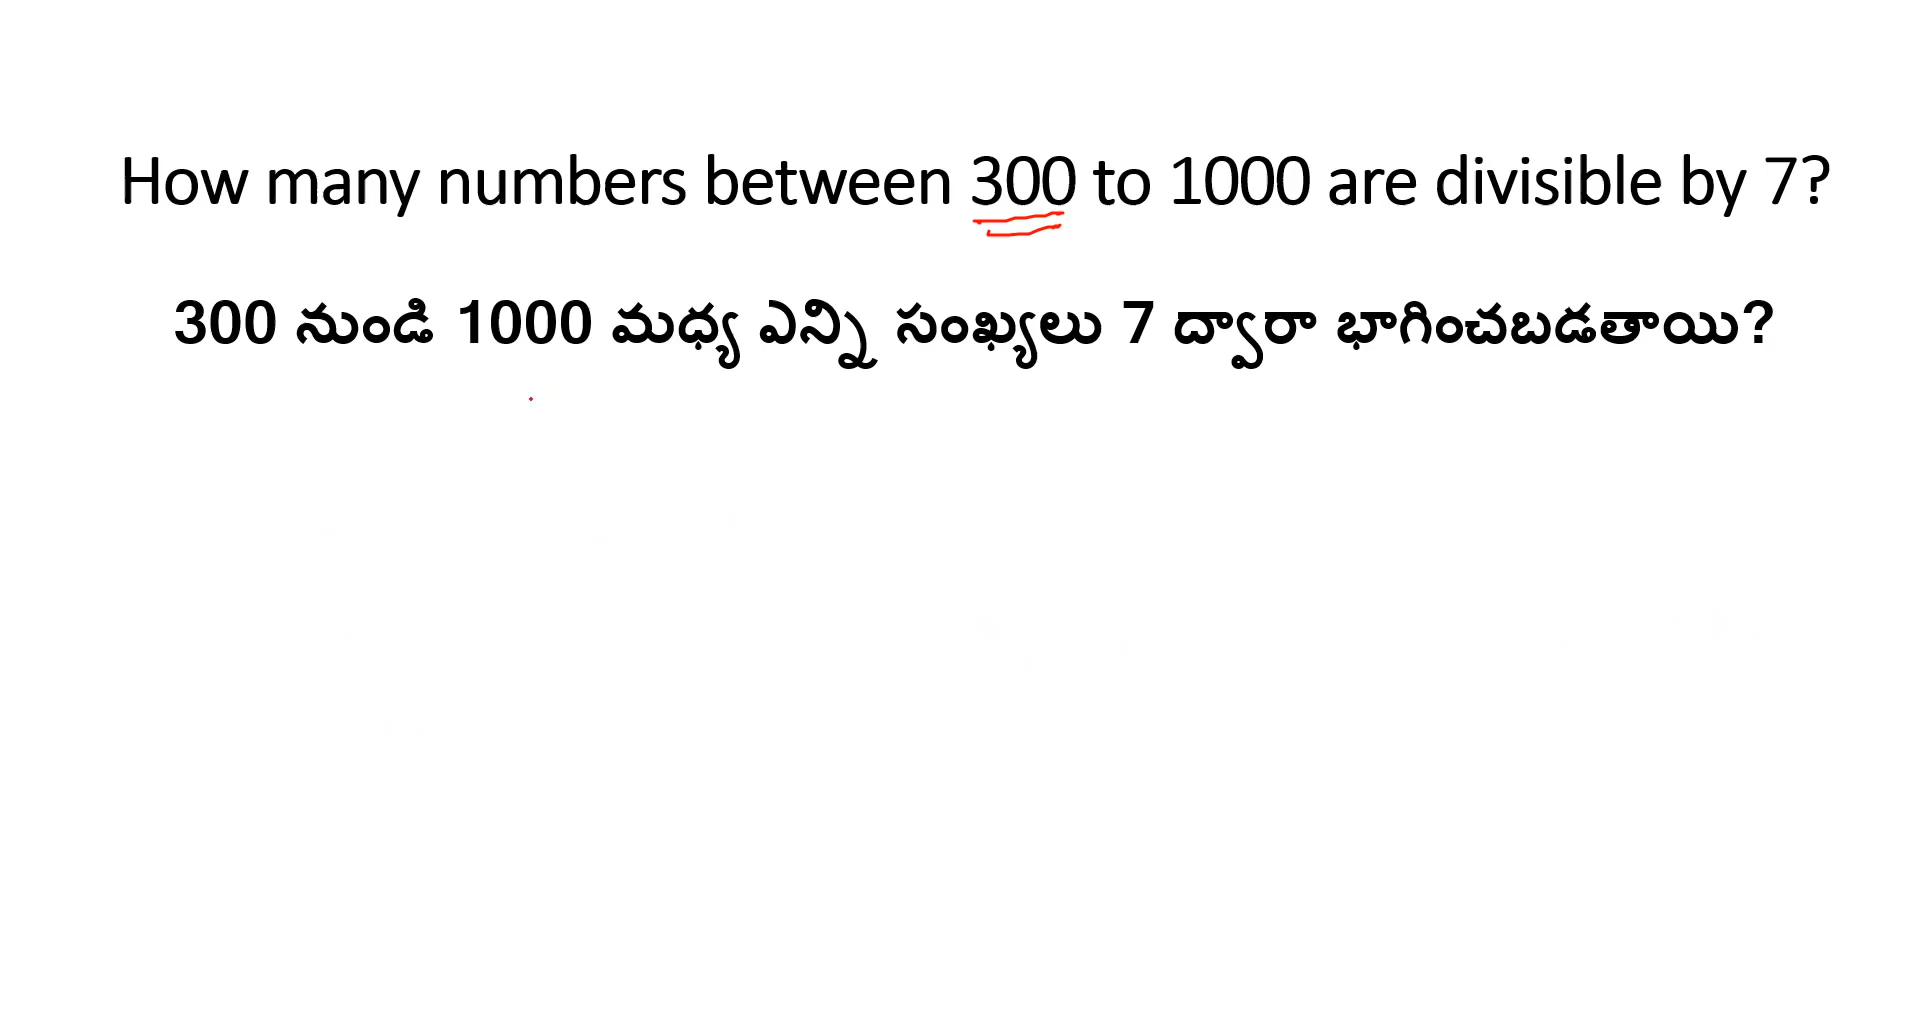 How many numbers between 300 to 1000 are divisible by 7?
300 నుండి 1000 మధ్య ఎన్ని సంఖ్యలు 7 ద్వారా భాగించబడతాయి?